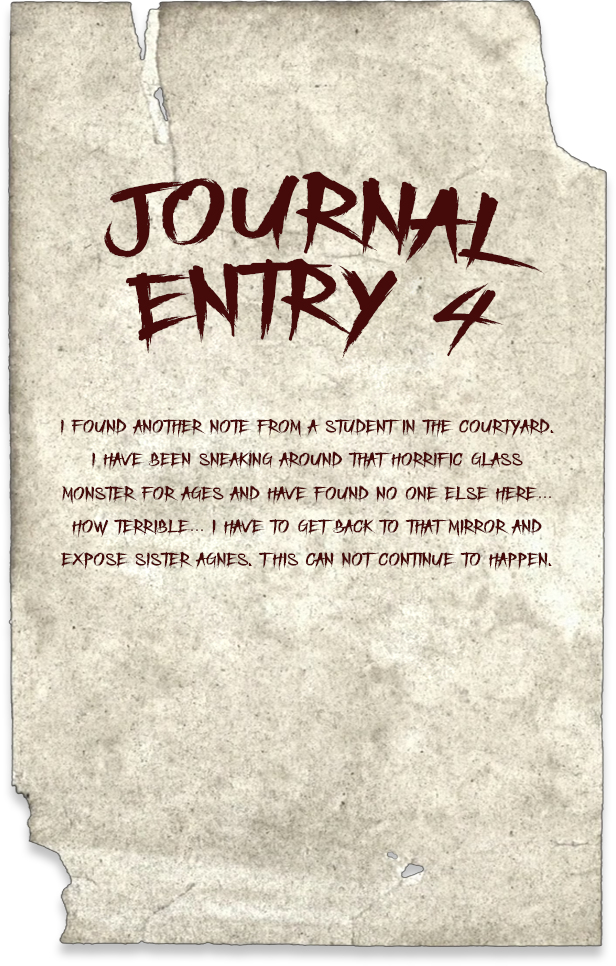 JOURNAL
ENTRY 4
I FOUND ANOTHER NOTE FROM A STUDENT IN THE COURTYARD.
I HAVE BEEN SNEAKING AROUND THAT HORRIFIC GLASS
MONSTER FOR AGES AND HAVE FOUND NO ONE ELSE HERE...
HOW TERRIBLE... I HAVE TO GET BACK TO THAT MIRROR AND
EXPOSE SISTER AGNES. THIS CAN NOT CONTINUE TO HAPPEN.